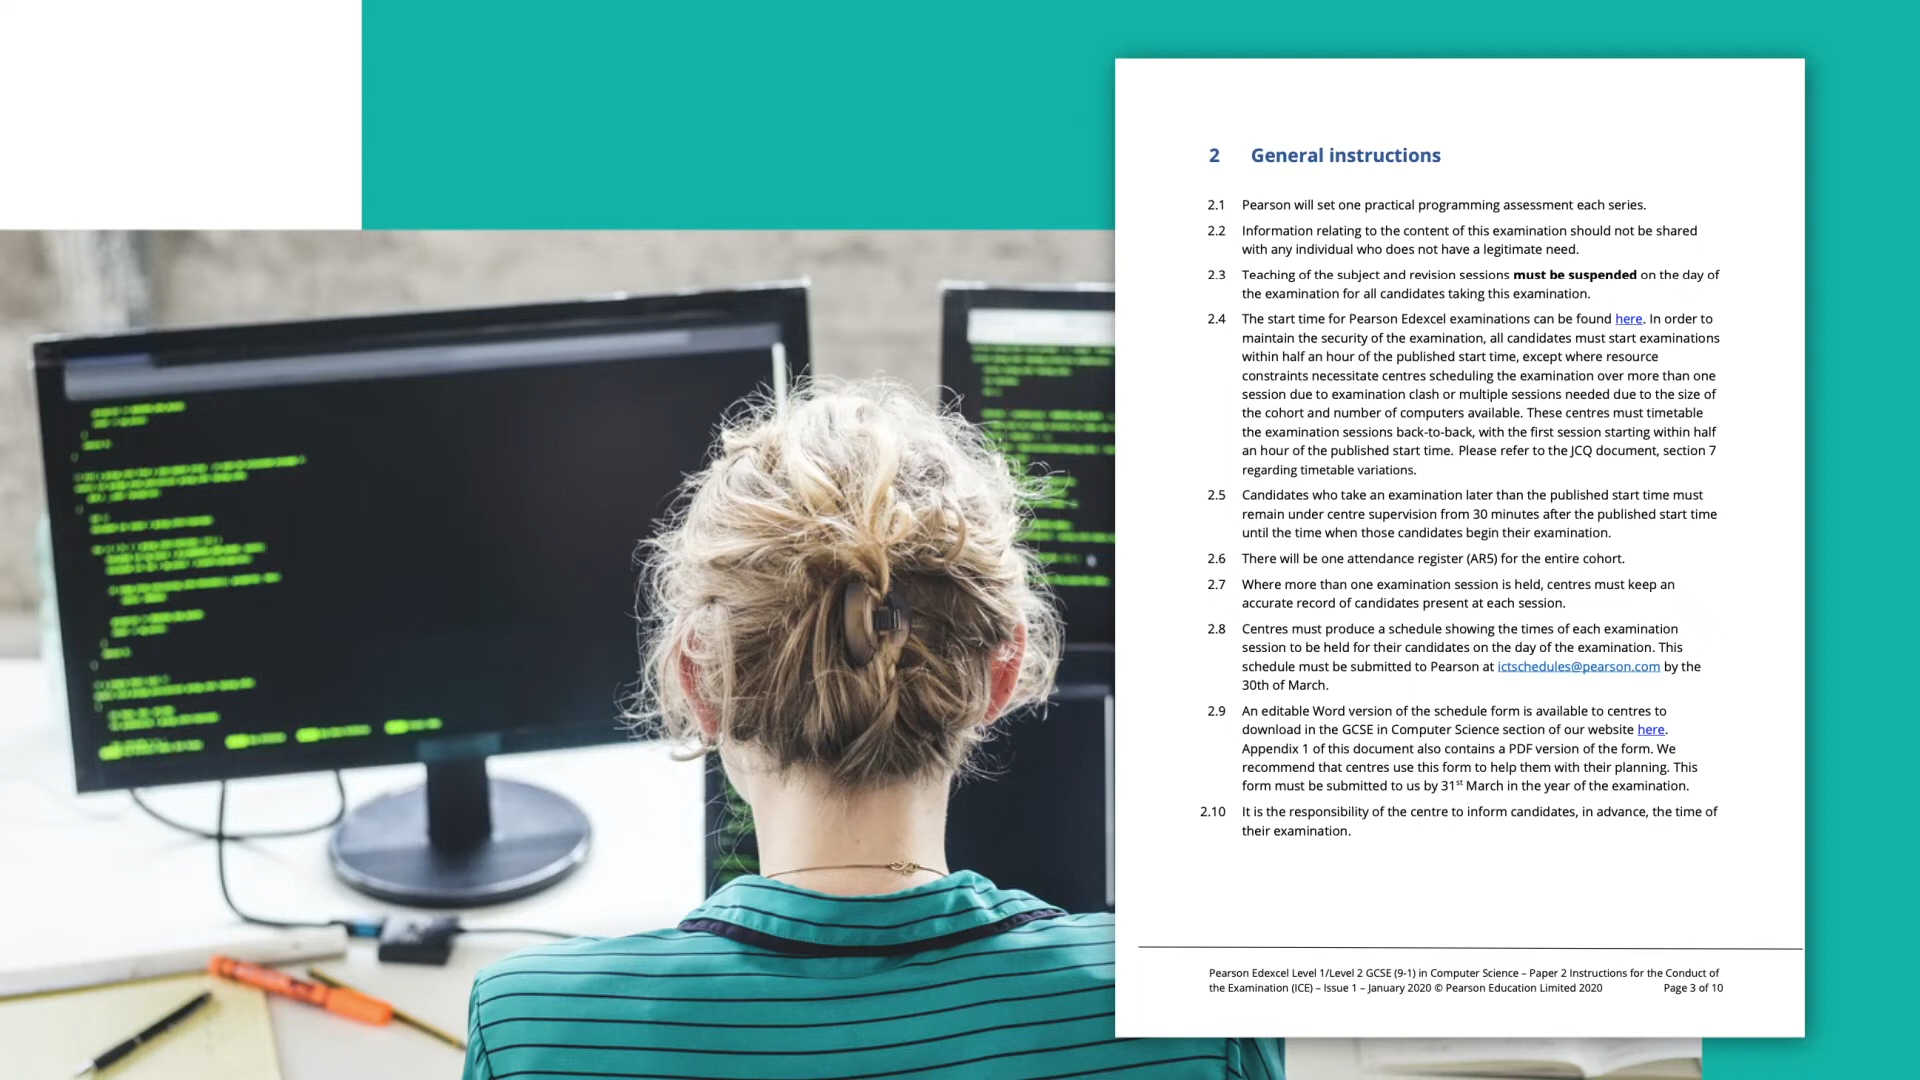 2 General instructions
2.1 Pearson will set one practical programming assessment each series.
2.2 Information relating to the content of this examination should not be shared
with any individual who does not have a legitimate need.
2.3 Teaching of the subject and revision sessions must be suspended on the day of
the examination for all candidates taking this examination.
2.4 The start time for Pearson Edexcel examinations can be found here. In order to
maintain the security of the examination, all candidates must start examinations
within half an hour of the published start time, except where resource
constraints necessitate centres scheduling the examination over more than one
session due to examination clash or multiple sessions needed due to the size of
the cohort and number of computers available. These centres must timetable
the examination sessions back-to-back, with the first session starting within half
an hour of the published start time. Please refer to the JCQ document, section 7
regarding timetable variations.
2.5 Candidates who take an examination later than the published start time must
remain under centre supervision from 30 minutes after the published start time
until the time when those candidates begin their examination.
2.6 There will be one attendance register (AR5) for the entire cohort.
2.7 Where more than one examination session is held, centres must keep an
accurate record of candidates present at each session.
2.8 Centres must produce a schedule showing the times of each examination
session to be held for their candidates on the day of the examination. This
schedule must be submitted to Pearson at ictschedules@pearson.com by the
30th of March.
2.9 An editable Word version of the schedule form is available to centres to
download in the GCSE in Computer Science section of our website here.
Appendix 1 of this document also contains a PDF version of the form. We
recommend that centres use this form to help them with their planning. This
form must be submitted to us by 31st March in the year of the examination.
2.10 It is the responsibility of the centre to inform candidates, in advance, the time of
their examination.
Pearson Edexcel Level 1/Level 2 GCSE (9-1) in Computer Science – Paper 2 Instructions for the Conduct of
the Examination (ICE) – Issue 1 – January 2020 © Pearson Education Limited 2020 Page 3 of 10